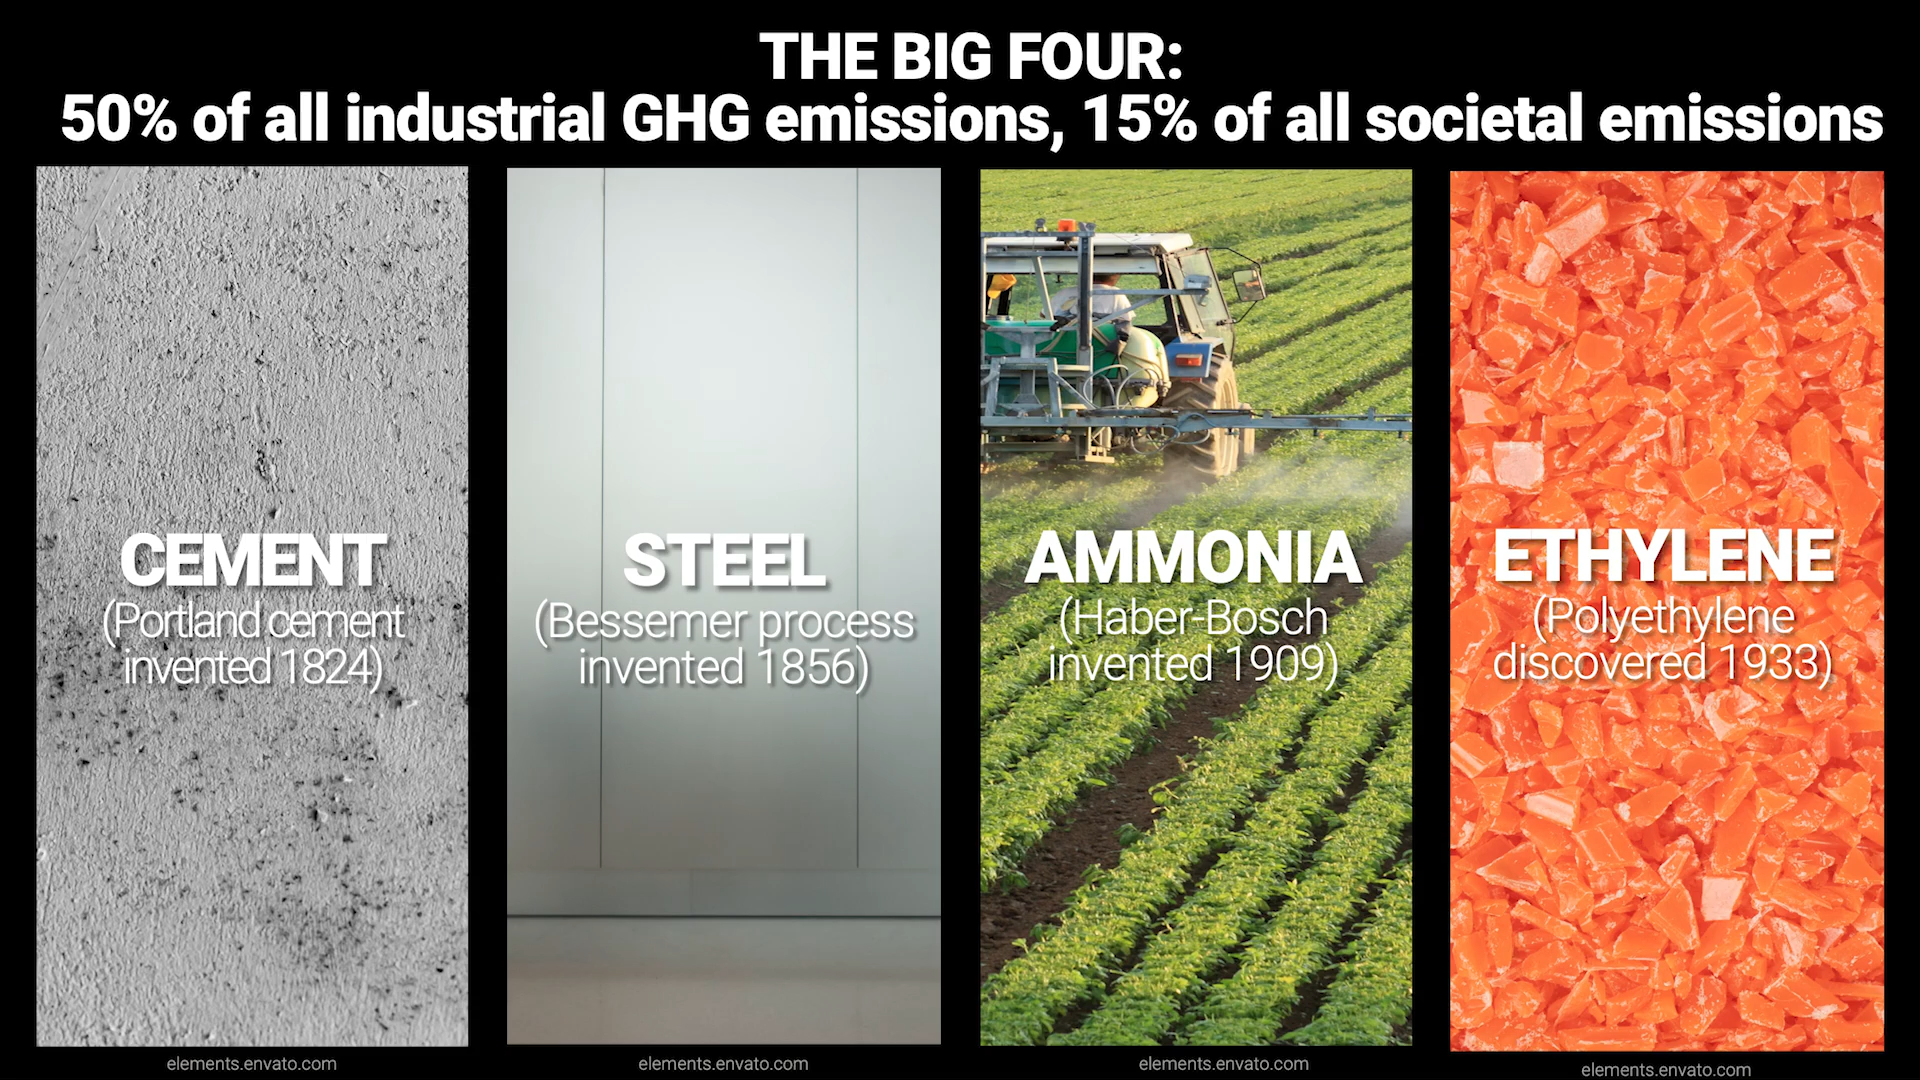 THE BIG FOUR:
50% of all industrial GHG emissions, 15% of all societal emissions
CEMENT
(Portland cement
invented 1824)
STEEL
(Bessemer process
invented 1856)
AMMONIA
(Haber-Bosch
invented 1909)
ETHYLENE
(Polyethylene
discovered 1933)
elements.envato.com
elements.envato.com
elements.envato.com
elements.envato.com